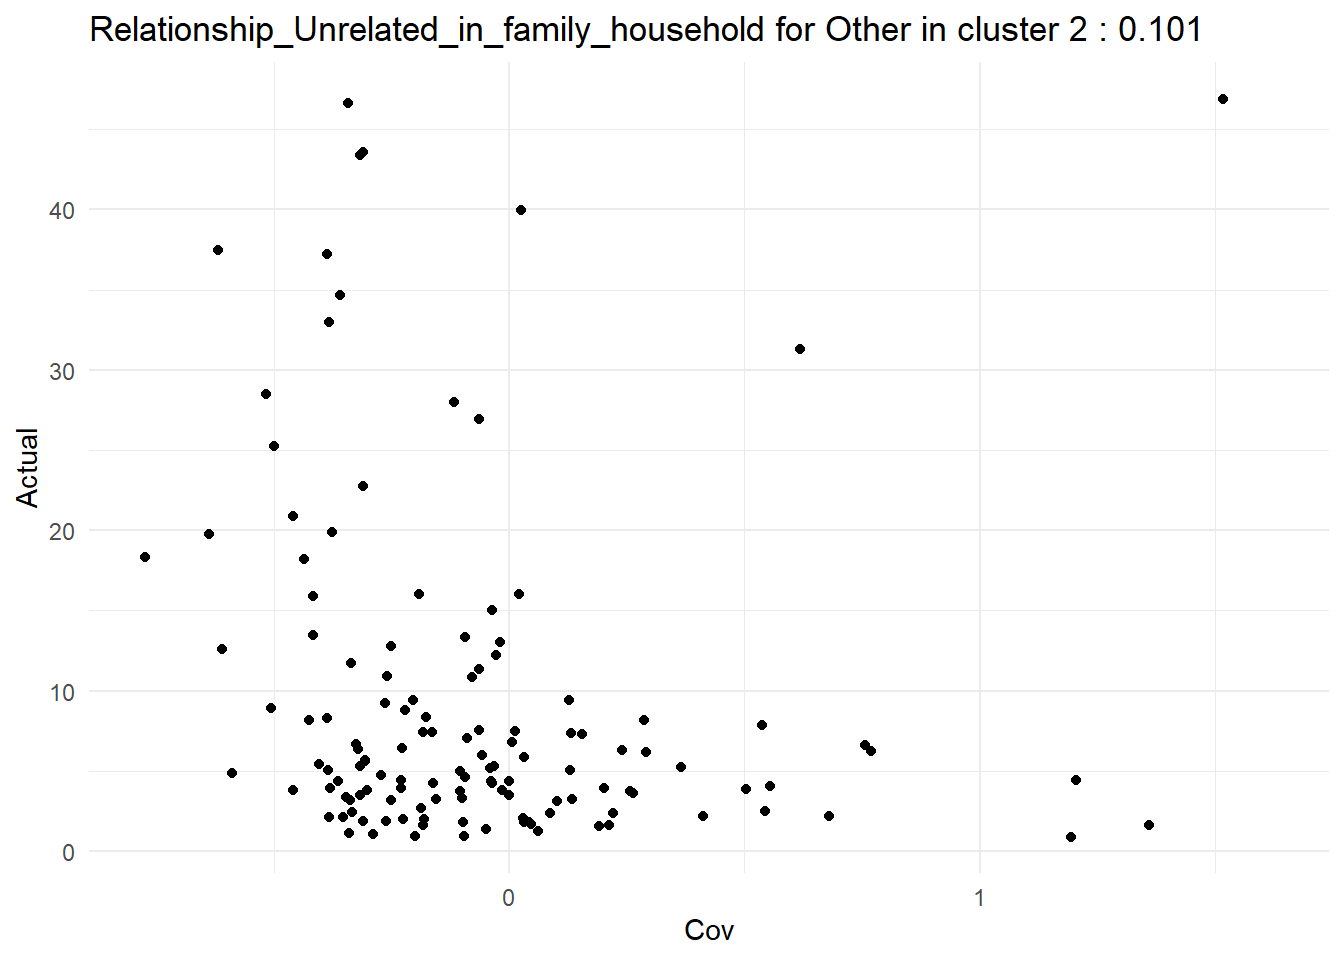 Relationship_Unrelated_in_family_household for Other in cluster 2 : 0.101
Actual
40
30
20
10
0
0 1
Cov